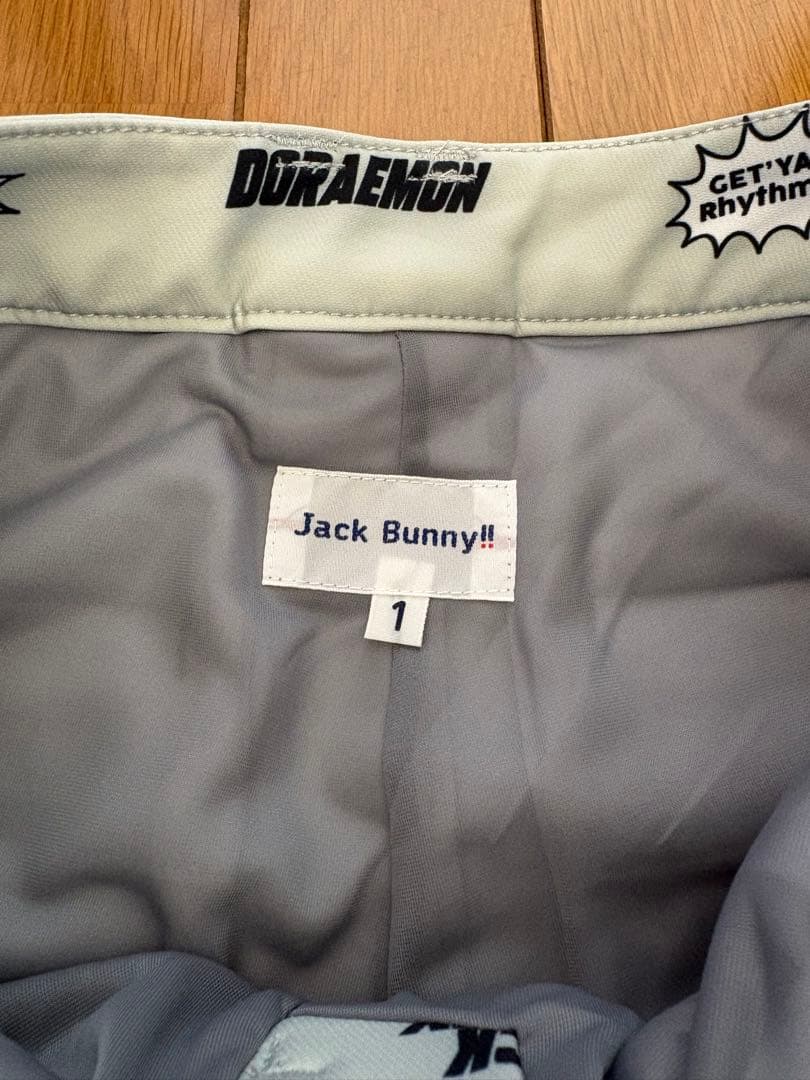 DORAEMON
GET'YA
Rhythm
Jack Bunny!!
1